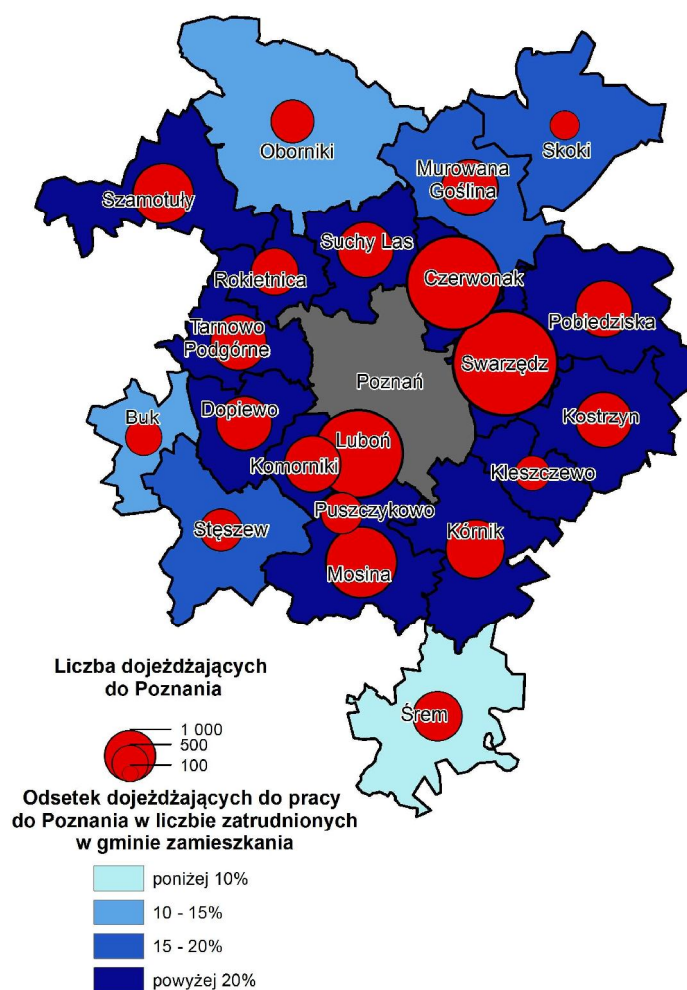 Oborniki
Skoki
Murowana
Goślina
Szamotuły
Suchy Las
Rokietnica
Czerwonak
Pobiedziska
Tarnowo
Podgórne
Swarzędz
Poznań
Buk
Dopiewo
Kostrzyn
Luboń
Komorniki
Kleszczewo
Puszczykowo
Stęszew
Kórnik
Mosina
Śrem
Liczba dojeżdżających
do Poznania
1 000
500
100
Odsetek dojeżdżających do pracy
do Poznania w liczbie zatrudnionych
w gminie zamieszkania
poniżej 10%
10 - 15%
15 - 20%
powyżej 20%